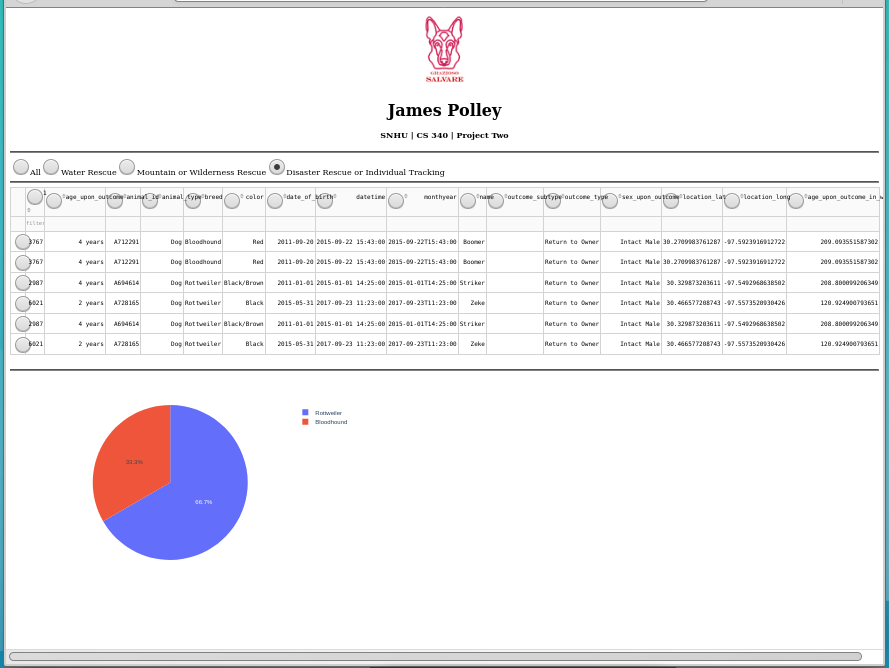 GRAZIOSO
SALVARE
James Polley
SNHU | CS 340 | Project Two
All Water Rescue Mountain or Wilderness Rescue Disaster Rescue or Individual Tracking
1 age_upon_outcome animal_id animal_type breed color date_of_birth datetime monthyear name outcome_subtype outcome_type sex_upon_outcome location_lat location_long age_upon_outcome_in_w
filter
3767 4 years A712291 Dog Bloodhound Red 2011-09-20 2015-09-22 15:43:00 2015-09-22T15:43:00 Boomer Return to Owner Intact Male 30.2709983761287 -97.5923916912722 209.093551587302
3767 4 years A712291 Dog Bloodhound Red 2011-09-20 2015-09-22 15:43:00 2015-09-22T15:43:00 Boomer Return to Owner Intact Male 30.2709983761287 -97.5923916912722 209.093551587302
2987 4 years A694614 Dog Rottweiler Black/Brown 2011-01-01 2015-01-01 14:25:00 2015-01-01T14:25:00 Striker Return to Owner Intact Male 30.329873203611 -97.5492968638502 208.800099206349
6021 2 years A728165 Dog Rottweiler Black 2015-05-31 2017-09-23 11:23:00 2017-09-23T11:23:00 Zeke Return to Owner Intact Male 30.466577208743 -97.5573520930426 120.924900793651
2987 4 years A694614 Dog Rottweiler Black/Brown 2011-01-01 2015-01-01 14:25:00 2015-01-01T14:25:00 Striker Return to Owner Intact Male 30.329873203611 -97.5492968638502 208.800099206349
6021 2 years A728165 Dog Rottweiler Black 2015-05-31 2017-09-23 11:23:00 2017-09-23T11:23:00 Zeke Return to Owner Intact Male 30.466577208743 -97.5573520930426 120.924900793651
Rottweiler
Bloodhound
33.3%
66.7%